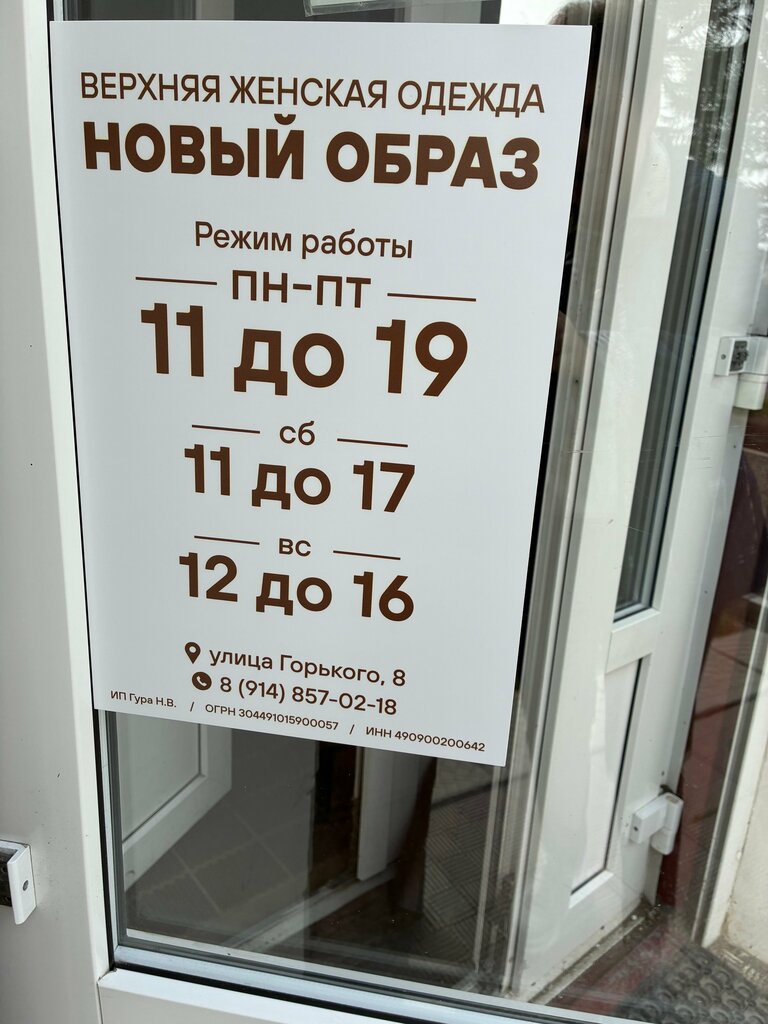 ВЕРХНЯЯ ЖЕНСКАЯ ОДЕЖДА
НОВЫЙ ОБРАЗ
Режим работы
ПН-ПТ
11 до 19
сб
11 до 17
вс
12 до 16
улица Горького, 8
8 (914) 857-02-18
ИП Гура Н.В. / ОГРН 304491015900057 / ИНН 490900200642